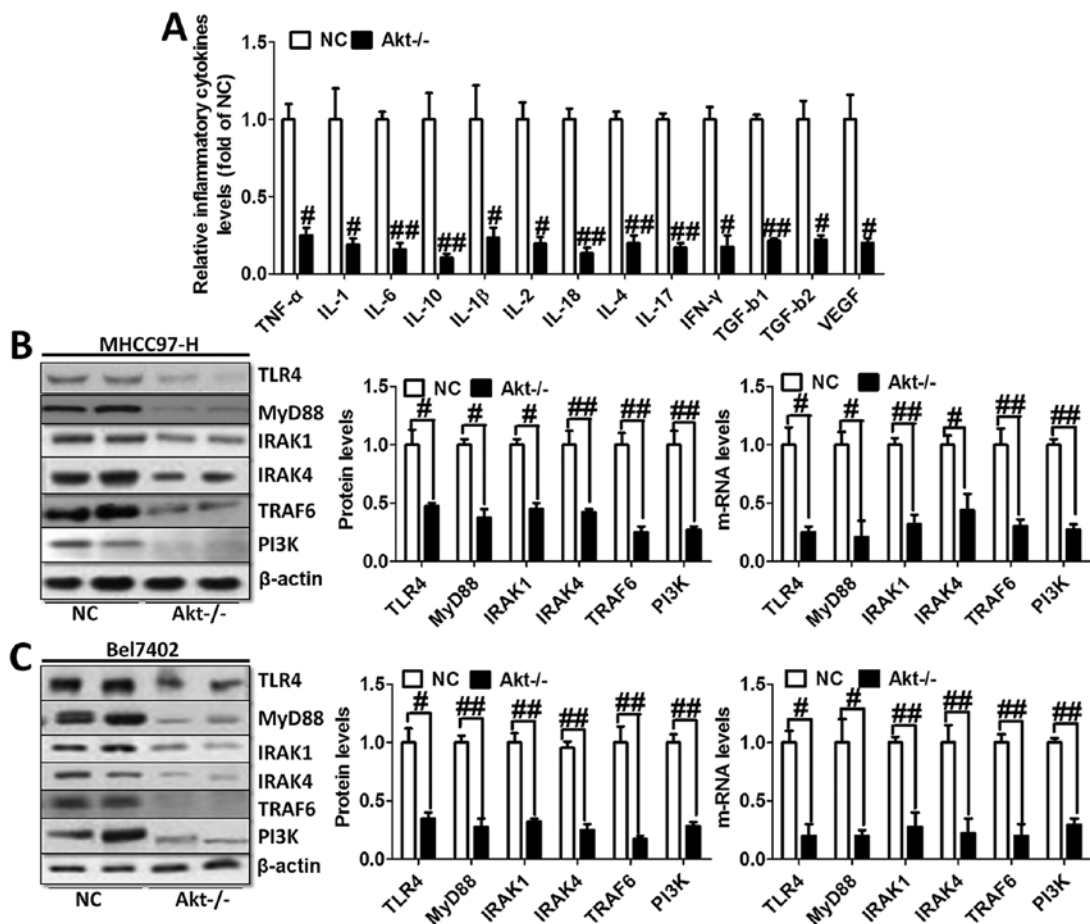 A
NC Akt-/-
Relative inflammatory cytokines
levels (fold of NC)
1.5
1.0
0.5
0.0
# # ## ## # # ## ## ## # ## # #
TNF-α IL-1 IL-6 IL-10 IL-1β IL-2 IL-18 IL-4 IL-17 IFN-γ TGF-b1 TGF-b2 VEGF
B
MHCC97-H
TLR4
MyD88
IRAK1
IRAK4
TRAF6
PI3K
β-actin
NC Akt-/-
NC Akt-/-
Protein levels
1.5
1.0
0.5
0.0
# # # ## ## ##
TLR4 MyD88 IRAK1 IRAK4 TRAF6 PI3K
NC Akt-/-
m-RNA levels
1.5
1.0
0.5
0.0
# # ## # ## ##
TLR4 MyD88 IRAK1 IRAK4 TRAF6 PI3K
C
Bel7402
TLR4
MyD88
IRAK1
IRAK4
TRAF6
PI3K
β-actin
NC Akt-/-
NC Akt-/-
Protein levels
1.5
1.0
0.5
0.0
# ## ## ## ## ##
TLR4 MyD88 IRAK1 IRAK4 TRAF6 PI3K
NC Akt-/-
m-RNA levels
1.5
1.0
0.5
0.0
# # ## ## ## ##
TLR4 MyD88 IRAK1 IRAK4 TRAF6 PI3K